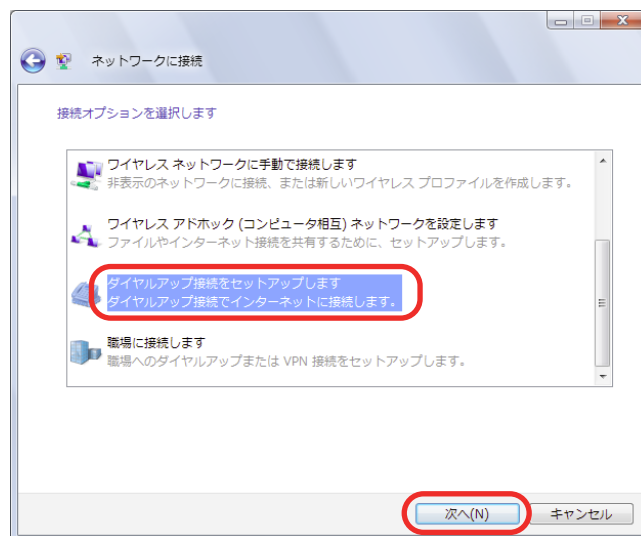 ネットワークに接続
接続オプションを選択します
ワイヤレス ネットワークに手動で接続します
非表示のネットワークに接続、または新しいワイヤレス プロファイルを作成します。
ワイヤレス アドホック (コンピュータ相互) ネットワークを設定します
ファイルやインターネット接続を共有するために、セットアップします。
ダイヤルアップ接続をセットアップします
ダイヤルアップ接続でインターネットに接続します。
職場に接続します
職場へのダイヤルアップまたは VPN 接続をセットアップします。
次へ(N)
キャンセル